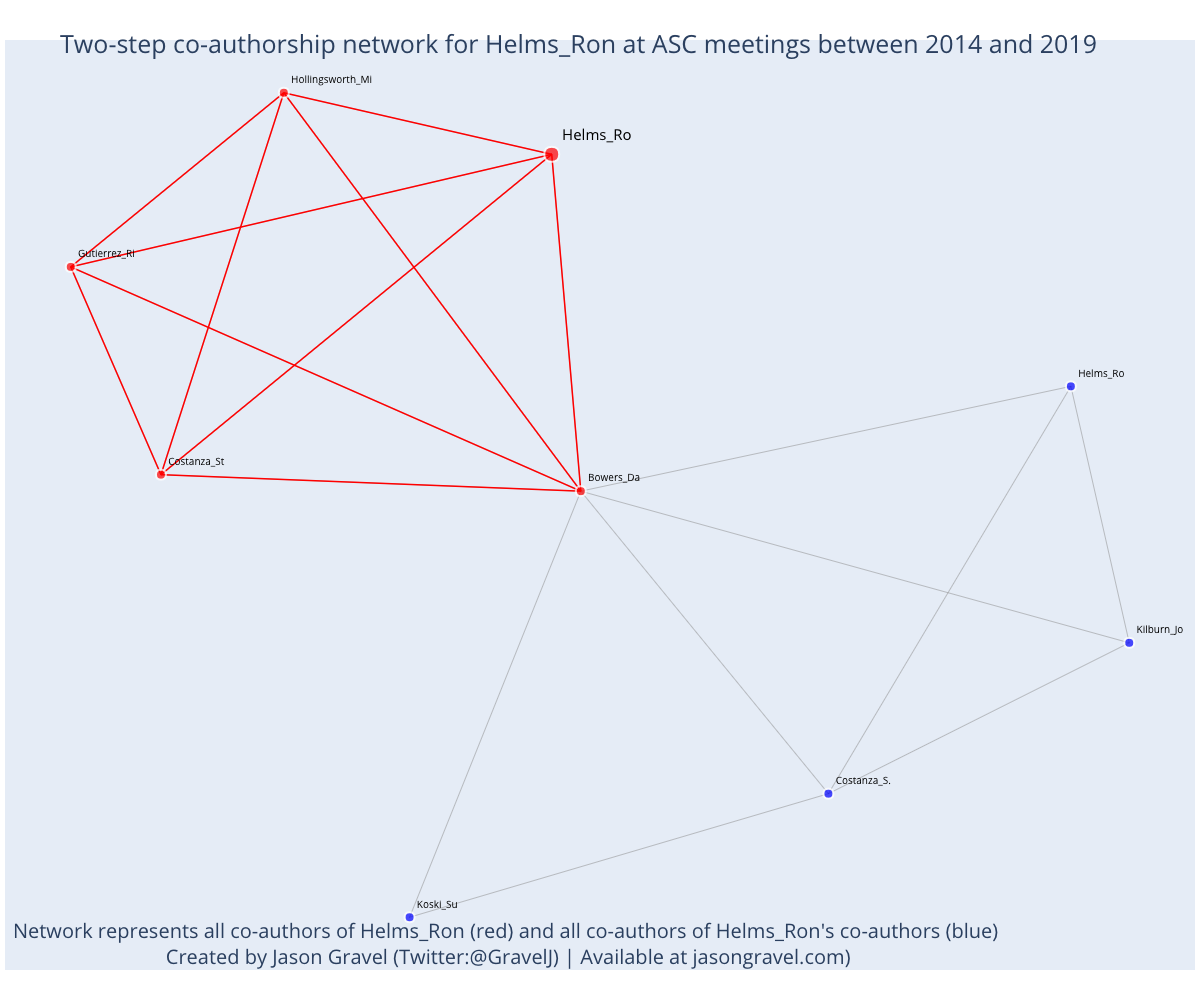 Two-step co-authorship network for Helms_Ron at ASC meetings between 2014 and 2019
Hollingsworth_Mi
Helms_Ro
Gutierrez_Ri
Helms_Ro
Costanza_St
Bowers_Da
Kilburn_Jo
Costanza_S.
Koski_Su
Network represents all co-authors of Helms_Ron (red) and all co-authors of Helms_Ron's co-authors (blue)
Created by Jason Gravel (Twitter:@GravelJ) | Available at jasongravel.com)